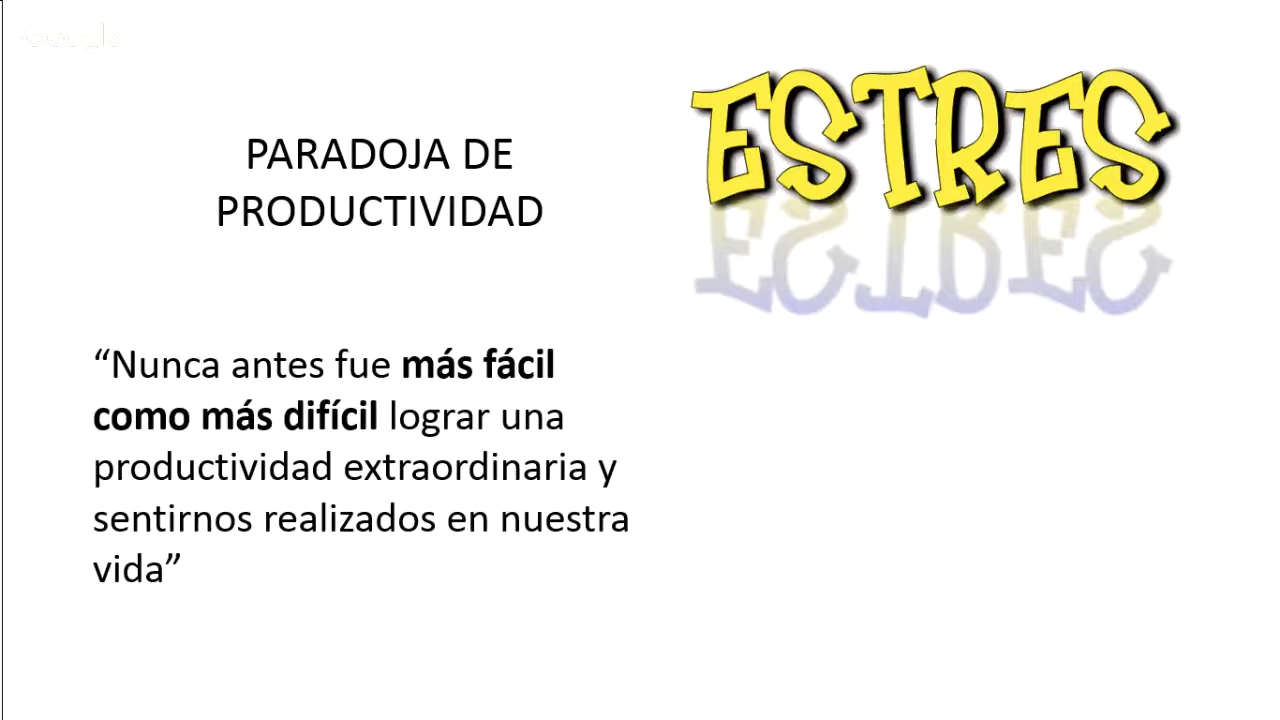 PARADOJA DE
PRODUCTIVIDAD
ESTRES
“Nunca antes fue más fácil
como más difícil lograr una
productividad extraordinaria y
sentirnos realizados en nuestra
vida”